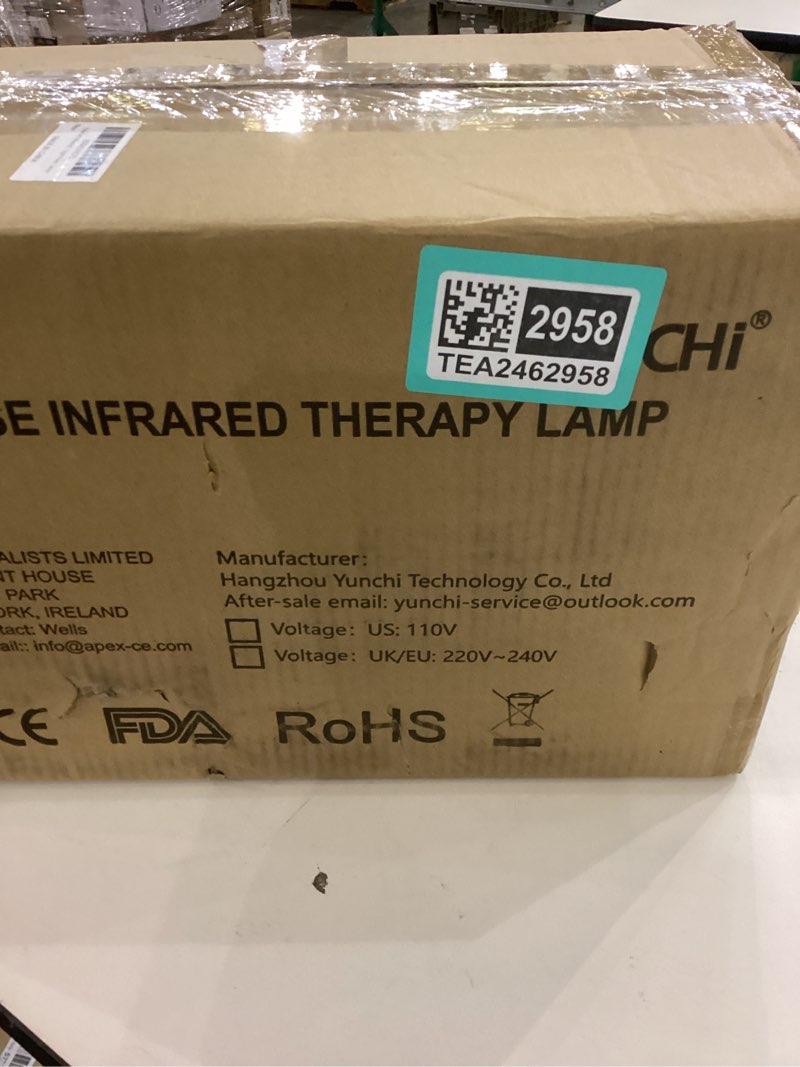 2958
TEA2462958
CHi®
SE INFRARED THERAPY LAMP
ALISTS LIMITED
NT HOUSE
PARK
ORK, IRELAND
tact: Wells
ail:: info@apex-ce.com
Manufacturer:
Hangzhou Yunchi Technology Co., Ltd
After-sale email: yunchi-service@outlook.com
Voltage: US: 110V
Voltage: UK/EU: 220V~240V
CE FDA RoHS